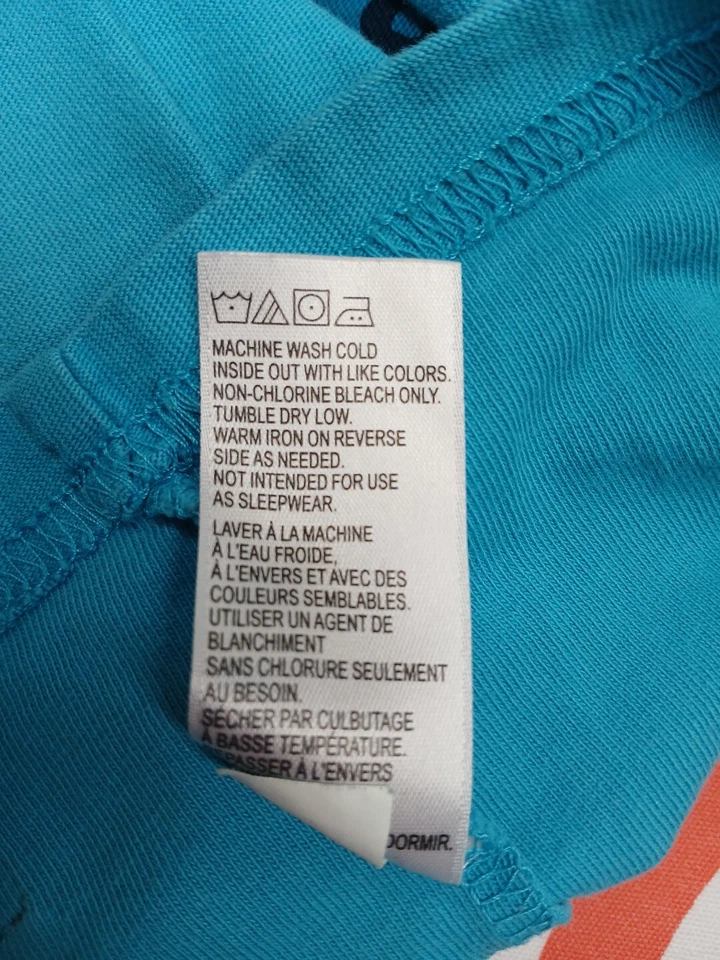 MACHINE WASH COLD
INSIDE OUT WITH LIKE COLORS.
NON-CHLORINE BLEACH ONLY.
TUMBLE DRY LOW.
WARM IRON ON REVERSE
SIDE AS NEEDED.
NOT INTENDED FOR USE
AS SLEEPWEAR.
LAVER À LA MACHINE
À L'EAU FROIDE,
À L'ENVERS ET AVEC DES
COULEURS SEMBLABLES.
UTILISER UN AGENT DE
BLANCHIMENT
SANS CHLORURE SEULEMENT
AU BESOIN.
SÉCHER PAR CULBUTAGE
À BASSE TEMPÉRATURE.
À L'ENVERS